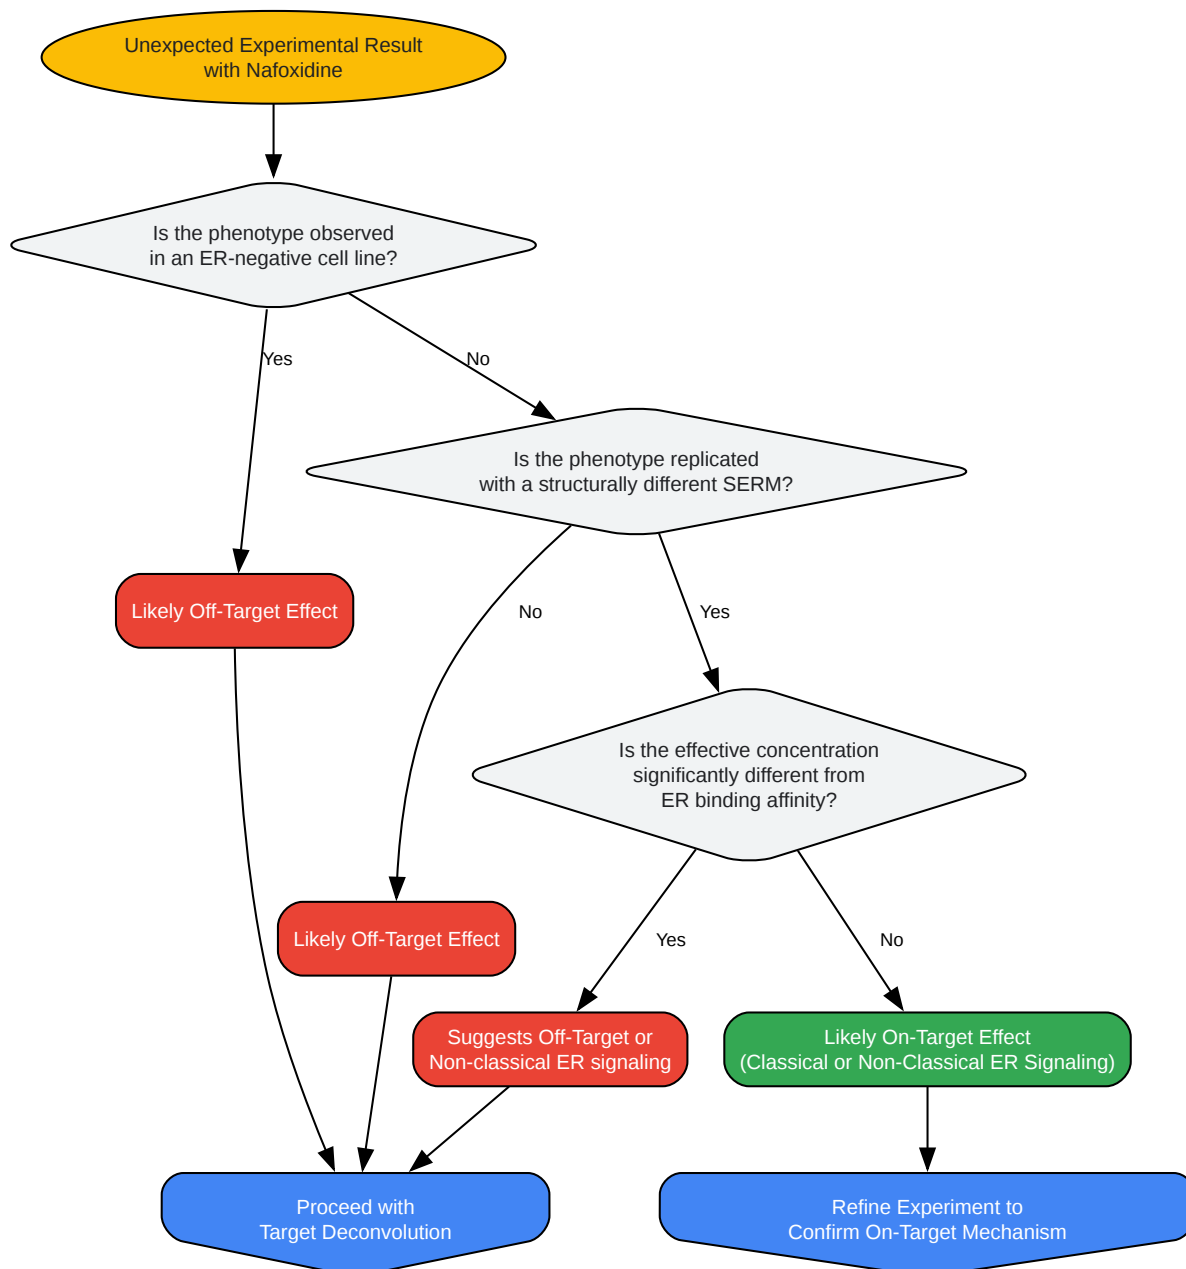 Unexpected Experimental Result
with Nafoxidine
Is the phenotype observed
in an ER-negative cell line?
Yes
No
Is the phenotype replicated
with a structurally different SERM?
Likely Off-Target Effect
No
Yes
Is the effective concentration
significantly different from
ER binding affinity?
Likely Off-Target Effect
Yes
No
Suggests Off-Target or
Non-classical ER signaling
Likely On-Target Effect
(Classical or Non-Classical ER Signaling)
Proceed with
Target Deconvolution
Refine Experiment to
Confirm On-Target Mechanism